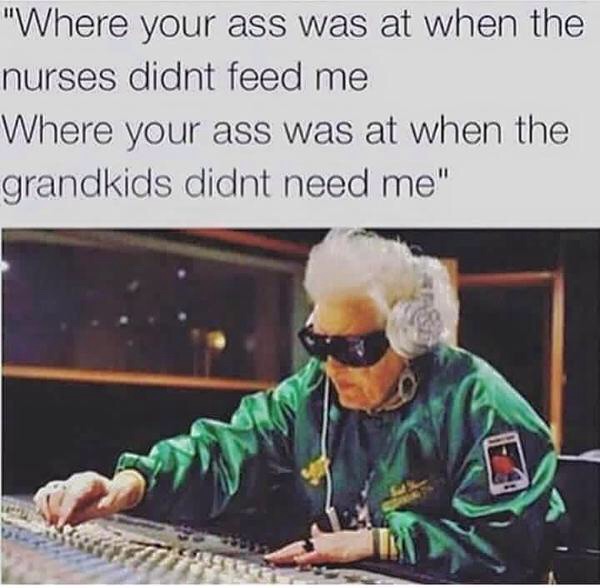 "Where your ass was at when the
nurses didnt feed me
Where your ass was at when the
grandkids didnt need me"